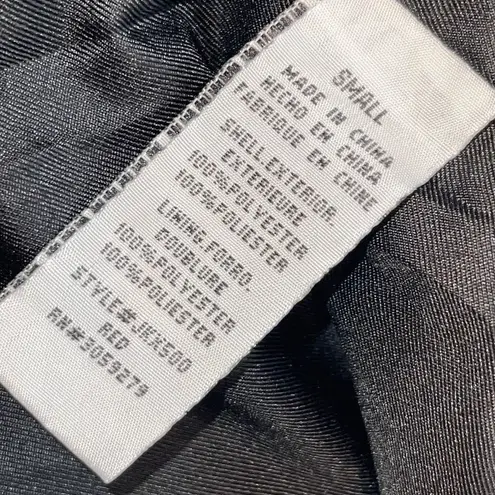 SMALL
MADE IN CHINA
HECHO EN CHINA
FABRIQUE EN CHINE
SHELL.EXTERIOR.
EXTERIEURE
100%POLYESTER
100%POLIESTER
LINING.FORRO.
DOUBLURE
100%POLYESTER
100%POLIESTER
STYLE#JKX500
RED
RN#3059279